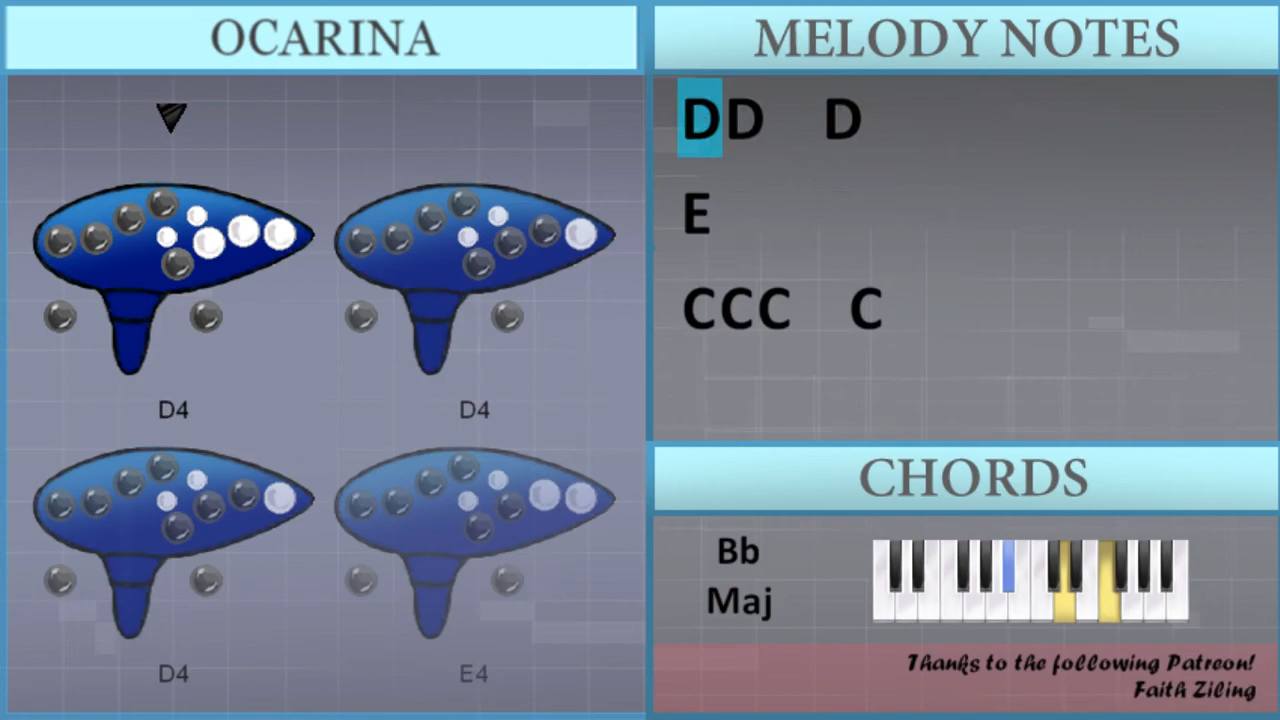 OCARINA
D4
D4
D4
E4
MELODY NOTES
DD D
E
CCC C
CHORDS
Bb
Maj
Thanks to the following Patreon!
Faith Ziling